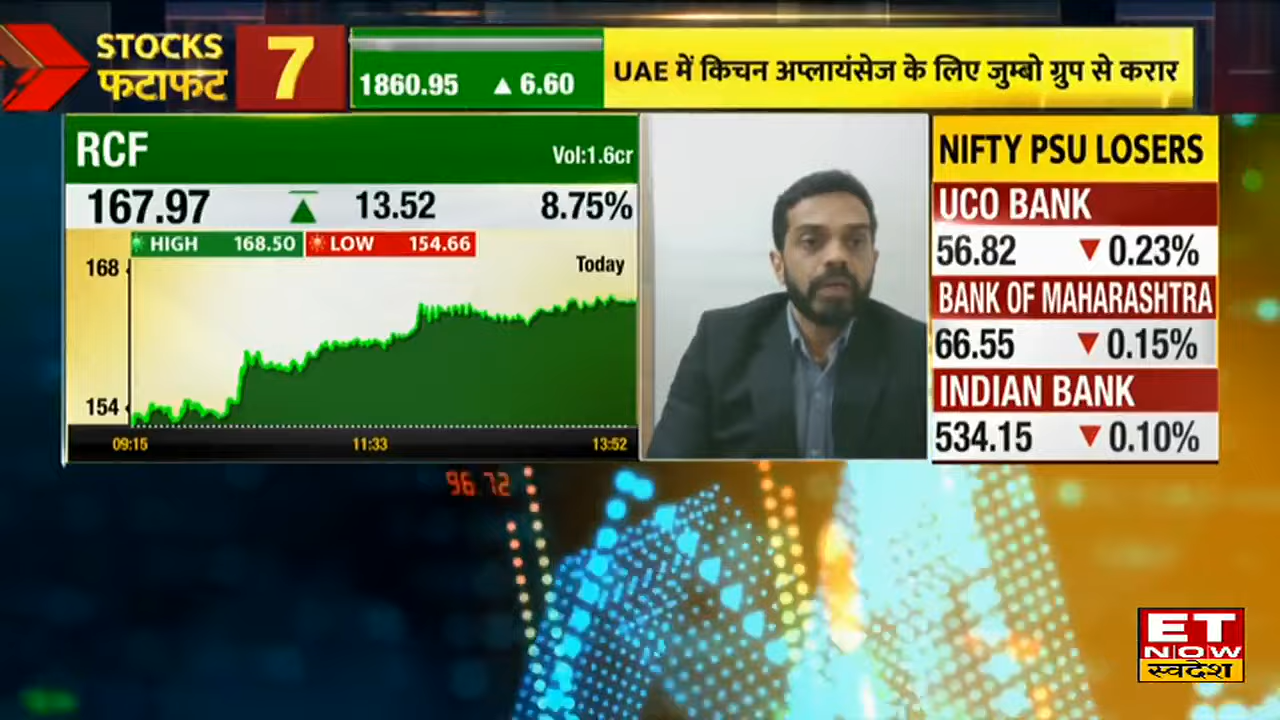 STOCKS
फटाफट
7
1860.95 ▲ 6.60
UAE में किचन अप्लायंसेज के लिए जुम्बो ग्रुप से करार
RCF
Vol:1.6cr
167.97 ▲ 13.52 8.75%
HIGH 168.50 LOW 154.66
Today
168
154
09:15 11:33 13:52
NIFTY PSU LOSERS
UCO BANK
56.82 ▼ 0.23%
BANK OF MAHARASHTRA
66.55 ▼ 0.15%
INDIAN BANK
534.15 ▼ 0.10%
96.72
ET
NOW
स्वदेश